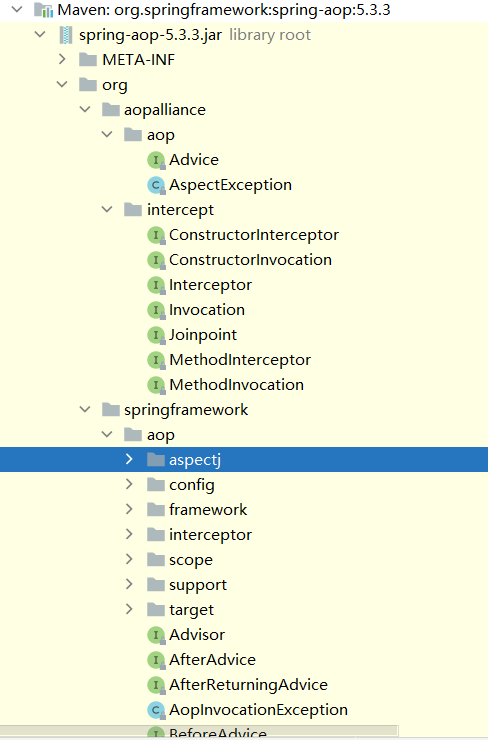 Maven: org.springframework:spring-aop:5.3.3
spring-aop-5.3.3.jar library root
META-INF
org
aopalliance
aop
I Advice
C AspectException
intercept
I ConstructorInterceptor
I ConstructorInvocation
I Interceptor
I Invocation
I Joinpoint
I MethodInterceptor
I MethodInvocation
springframework
aop
aspectj
config
framework
interceptor
scope
support
target
I Advisor
I AfterAdvice
I AfterReturningAdvice
C AopInvocationException
I BeforeAdvice